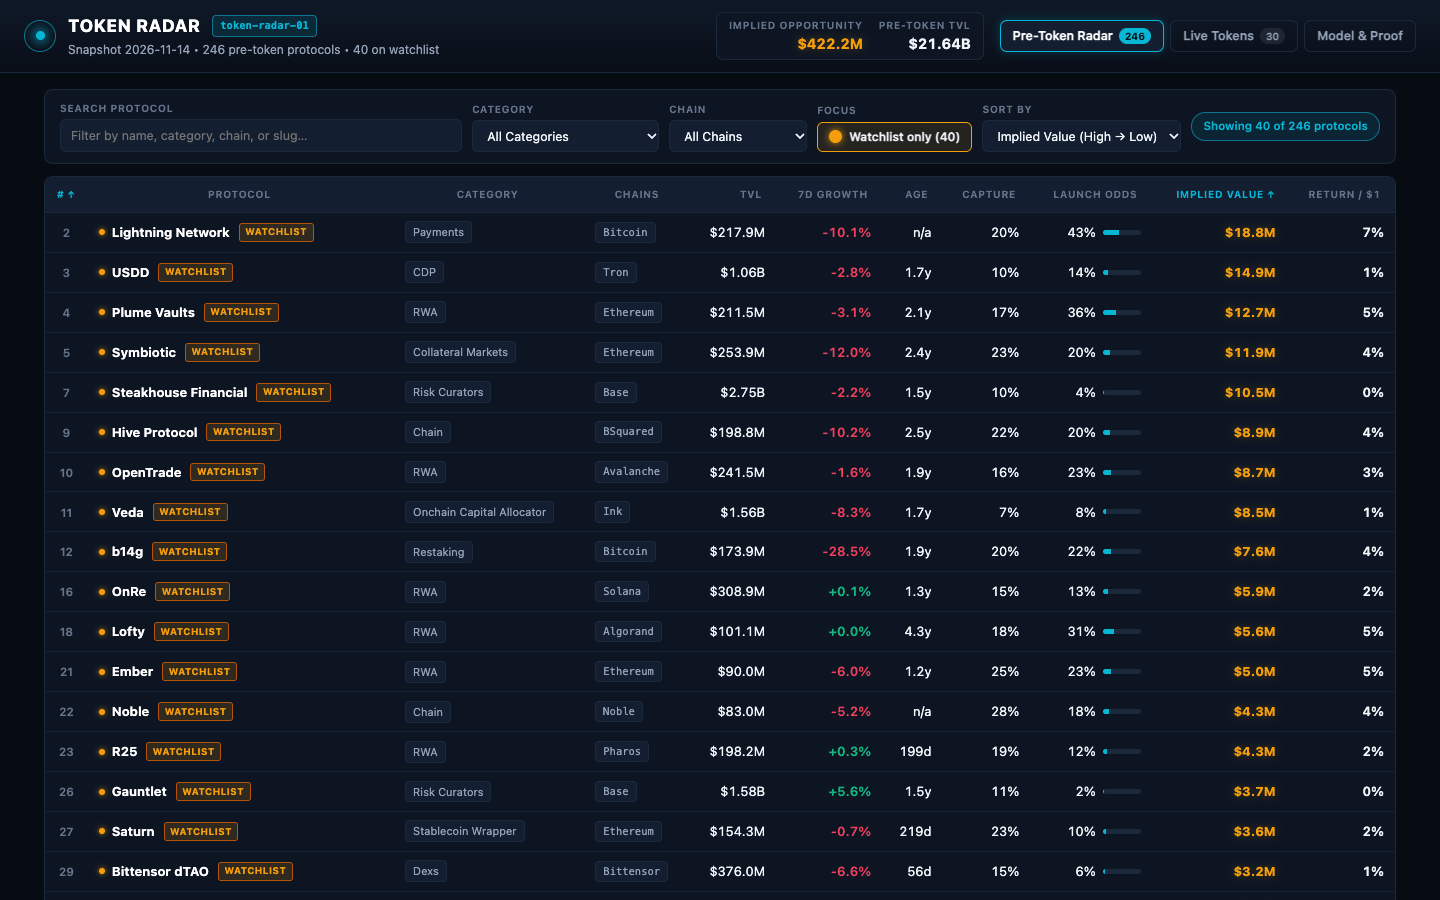 TOKEN RADAR token-radar-01
Snapshot 2026-11-14 • 246 pre-token protocols • 40 on watchlist
IMPLIED OPPORTUNITY PRE-TOKEN TVL
$422.2M $21.64B
Pre-Token Radar 246 Live Tokens 30 Model & Proof
SEARCH PROTOCOL CATEGORY CHAIN FOCUS SORT BY
Filter by name, category, chain, or slug... All Categories All Chains Watchlist only (40) Implied Value (High → Low) Showing 40 of 246 protocols
# ↑ PROTOCOL CATEGORY CHAINS TVL 7D GROWTH AGE CAPTURE LAUNCH ODDS IMPLIED VALUE ↑ RETURN / $1
2 Lightning Network WATCHLIST Payments Bitcoin $217.9M -10.1% n/a 20% 43% $18.8M 7%
3 USDD WATCHLIST CDP Tron $1.06B -2.8% 1.7y 10% 14% $14.9M 1%
4 Plume Vaults WATCHLIST RWA Ethereum $211.5M -3.1% 2.1y 17% 36% $12.7M 5%
5 Symbiotic WATCHLIST Collateral Markets Ethereum $253.9M -12.0% 2.4y 23% 20% $11.9M 4%
7 Steakhouse Financial WATCHLIST Risk Curators Base $2.75B -2.2% 1.5y 10% 4% $10.5M 0%
9 Hive Protocol WATCHLIST Chain BSquared $198.8M -10.2% 2.5y 22% 20% $8.9M 4%
10 OpenTrade WATCHLIST RWA Avalanche $241.5M -1.6% 1.9y 16% 23% $8.7M 3%
11 Veda WATCHLIST Onchain Capital Allocator Ink $1.56B -8.3% 1.7y 7% 8% $8.5M 1%
12 b14g WATCHLIST Restaking Bitcoin $173.9M -28.5% 1.9y 20% 22% $7.6M 4%
16 OnRe WATCHLIST RWA Solana $308.9M +0.1% 1.3y 15% 13% $5.9M 2%
18 Lofty WATCHLIST RWA Algorand $101.1M +0.0% 4.3y 18% 31% $5.6M 5%
21 Ember WATCHLIST RWA Ethereum $90.0M -6.0% 1.2y 25% 23% $5.0M 5%
22 Noble WATCHLIST Chain Noble $83.0M -5.2% n/a 28% 18% $4.3M 4%
23 R25 WATCHLIST RWA Pharos $198.2M +0.3% 199d 19% 12% $4.3M 2%
26 Gauntlet WATCHLIST Risk Curators Base $1.58B +5.6% 1.5y 11% 2% $3.7M 0%
27 Saturn WATCHLIST Stablecoin Wrapper Ethereum $154.3M -0.7% 219d 23% 10% $3.6M 2%
29 Bittensor dTAO WATCHLIST Dexs Bittensor $376.0M -6.6% 56d 15% 6% $3.2M 1%